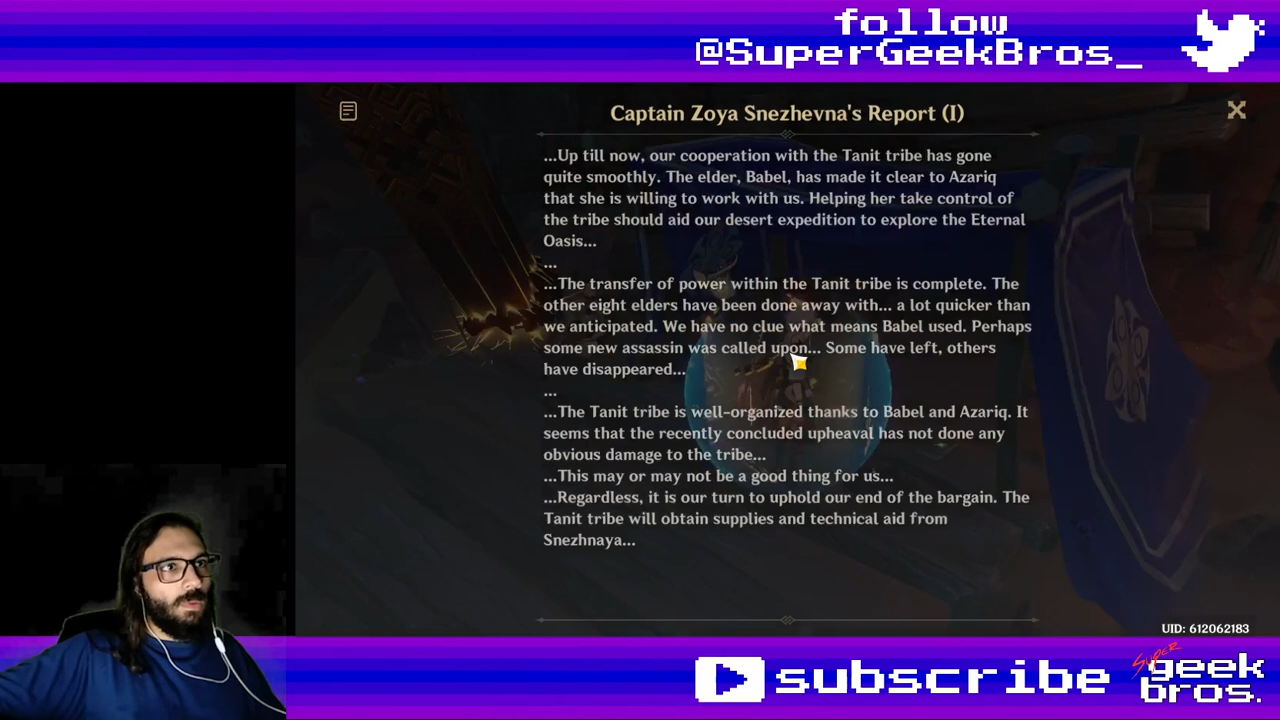 follow
@SuperGeekBros_
Captain Zoya Snezhevna's Report (I)
...Up till now, our cooperation with the Tanit tribe has gone
quite smoothly. The elder, Babel, has made it clear to Azariq
that she is willing to work with us. Helping her take control of
the tribe should aid our desert expedition to explore the Eternal
Oasis...
...
...The transfer of power within the Tanit tribe is complete. The
other eight elders have been done away with... a lot quicker than
we anticipated. We have no clue what means Babel used. Perhaps
some new assassin was called upon... Some have left, others
have disappeared...
...
...The Tanit tribe is well-organized thanks to Babel and Azariq. It
seems that the recently concluded upheaval has not done any
obvious damage to the tribe...
...This may or may not be a good thing for us...
...Regardless, it is our turn to uphold our end of the bargain. The
Tanit tribe will obtain supplies and technical aid from
Snezhnaya...
UID: 612062183
subscribe
SUPER
geek
bros.